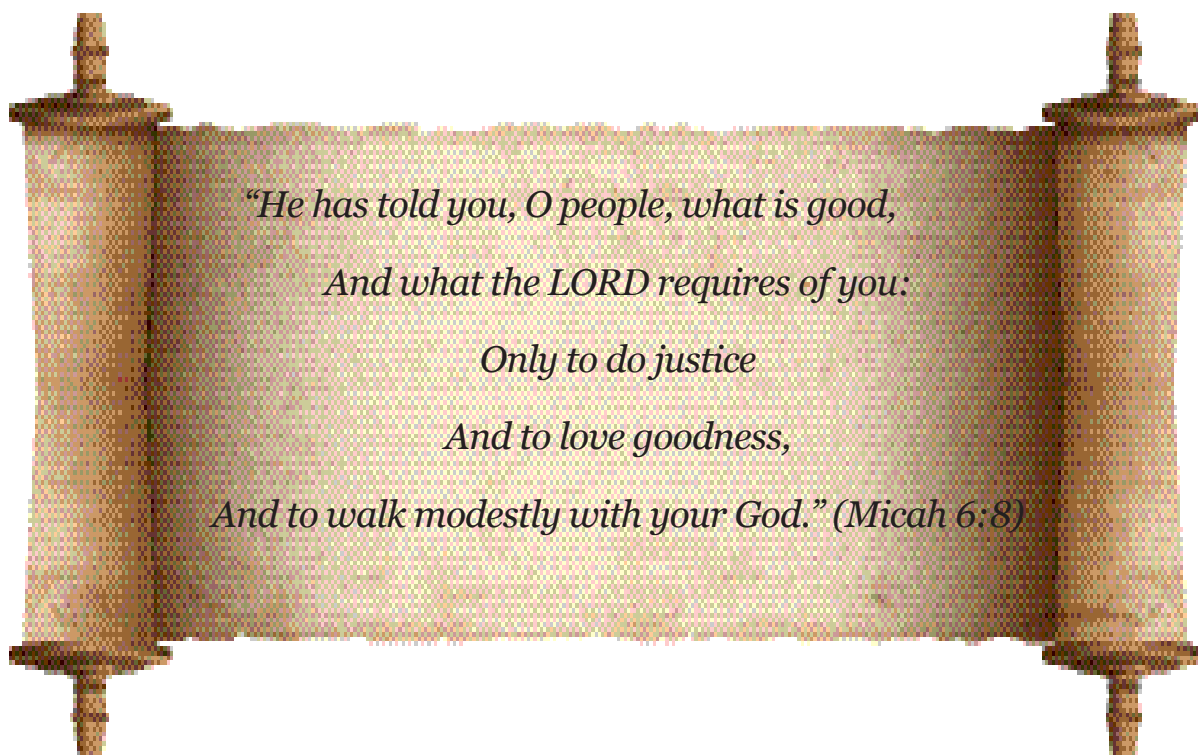 “He has told you, O people, what is good,
And what the LORD requires of you:
Only to do justice
And to love goodness,
And to walk modestly with your God.” (Micah 6:8)